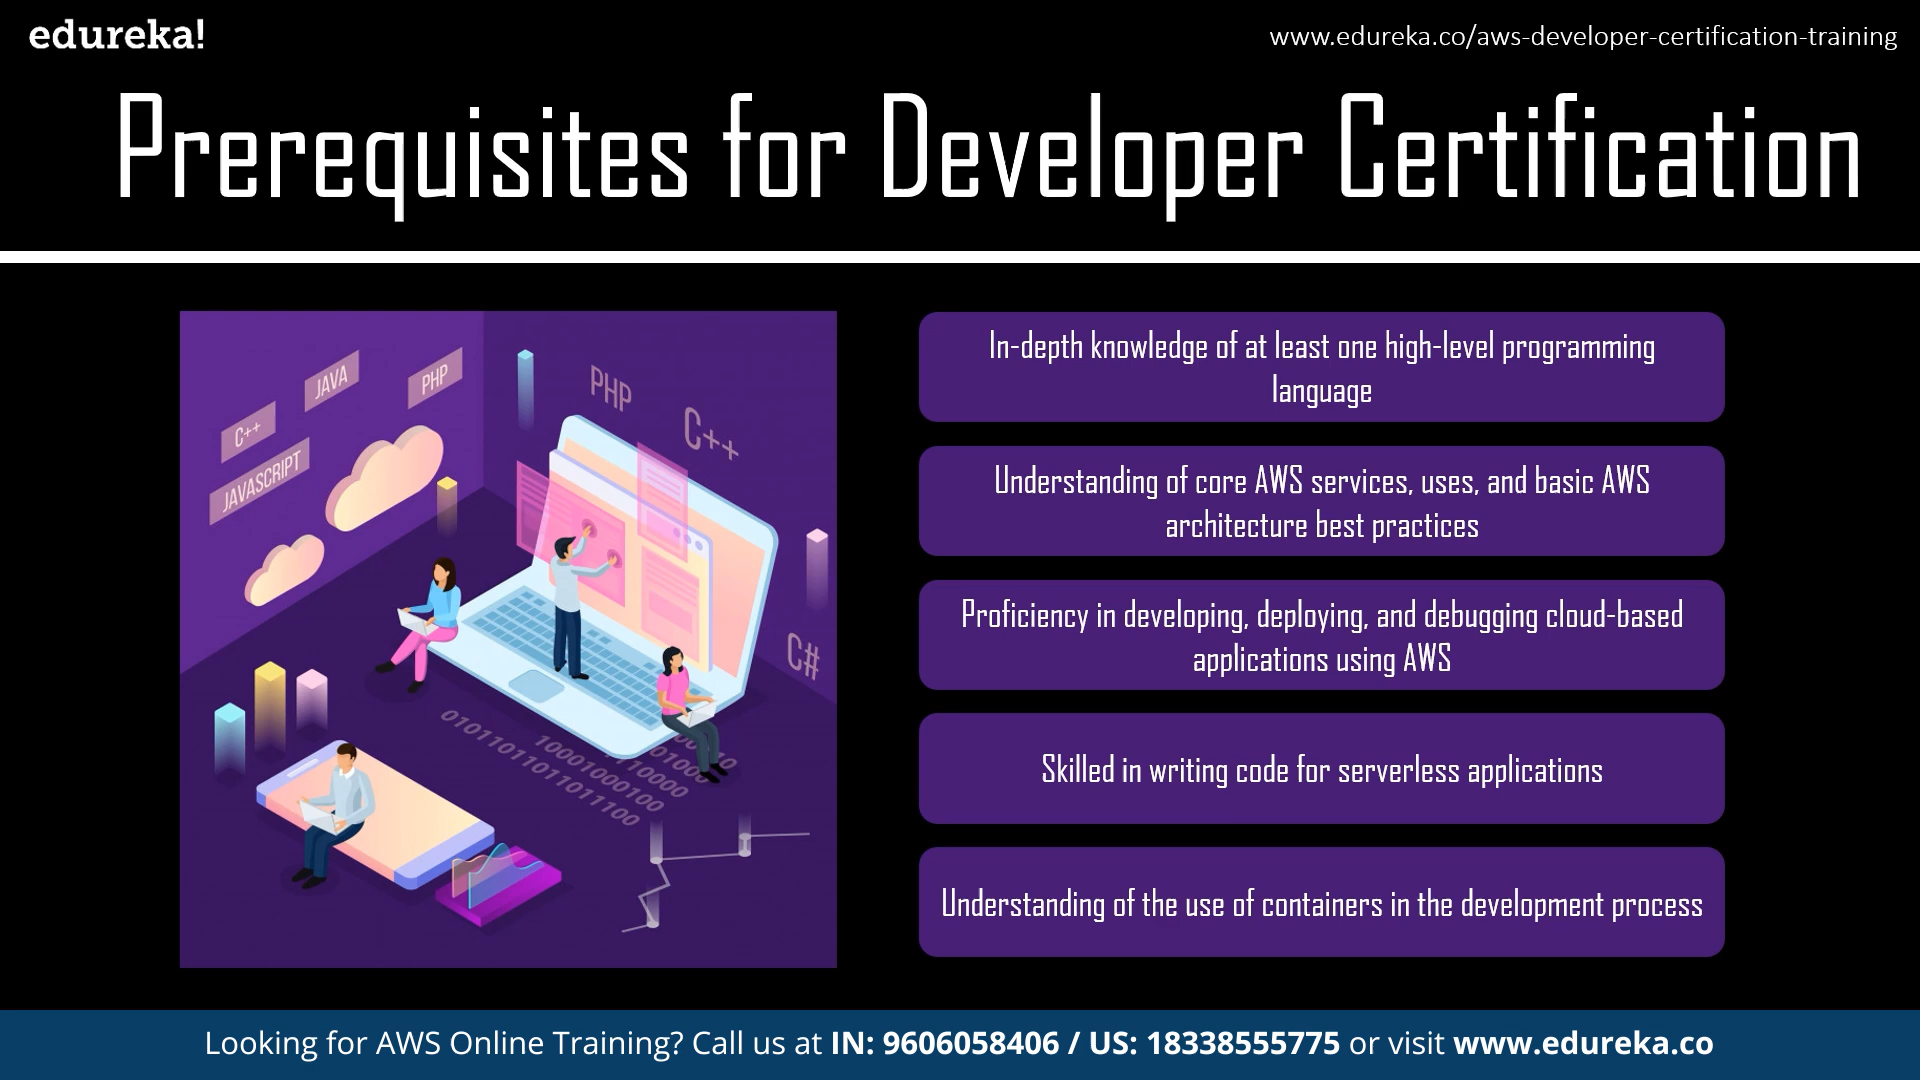 edureka!
www.edureka.co/aws-developer-certification-training
Prerequisites for Developer Certification
JAVA
PHP
C++
JAVASCRIPT
PHP
C++
C#
In-depth knowledge of at least one high-level programming
language
Understanding of core AWS services, uses, and basic AWS
architecture best practices
Proficiency in developing, deploying, and debugging cloud-based
applications using AWS
Skilled in writing code for serverless applications
Understanding of the use of containers in the development process
Looking for AWS Online Training? Call us at IN: 9606058406 / US: 18338555775 or visit www.edureka.co